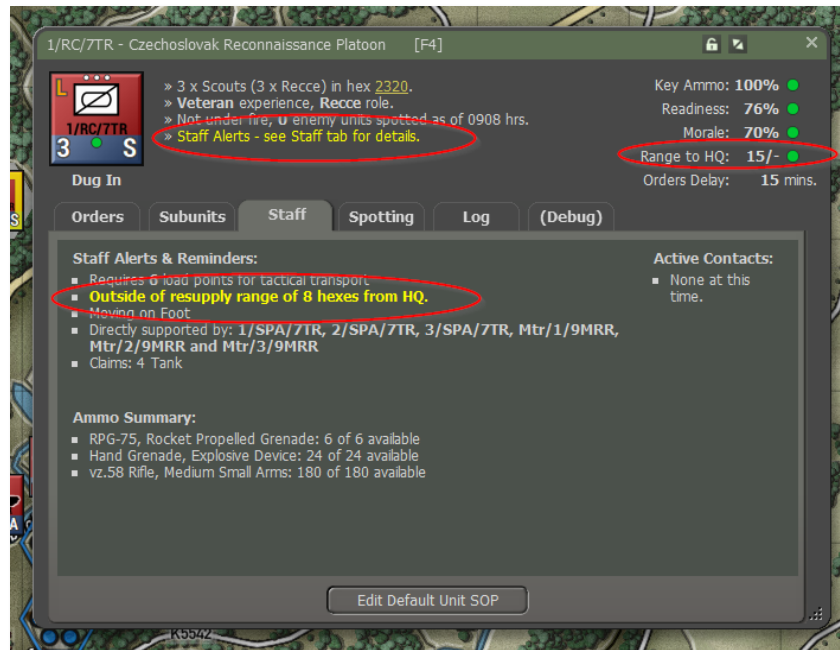 1/RC/7TR - Czechoslovak Reconnaissance Platoon [F4]
L
1/RC/7TR
3 S
Dug In
» 3 x Scouts (3 x Recce) in hex 2320.
» Veteran experience, Recce role.
» Not under fire, 0 enemy units spotted as of 0908 hrs.
» Staff Alerts - see Staff tab for details.
Key Ammo: 100%
Readiness: 76%
Morale: 70%
Range to HQ: 15/-
Orders Delay: 15 mins.
Orders Subunits Staff Spotting Log (Debug)
Staff Alerts & Reminders:
Requires 6 load points for tactical transport
Outside of resupply range of 8 hexes from HQ.
Moving on Foot
Directly supported by: 1/SPA/7TR, 2/SPA/7TR, 3/SPA/7TR,
Mtr/1/9MRR,
Mtr/2/9MRR and Mtr/3/9MRR
Claims: 4 Tank
Active Contacts:
None at this
time.
Ammo Summary:
RPG-75, Rocket Propelled Grenade: 6 of 6 available
Hand Grenade, Explosive Device: 24 of 24 available
vz.58 Rifle, Medium Small Arms: 180 of 180 available
Edit Default Unit SOP
K5542